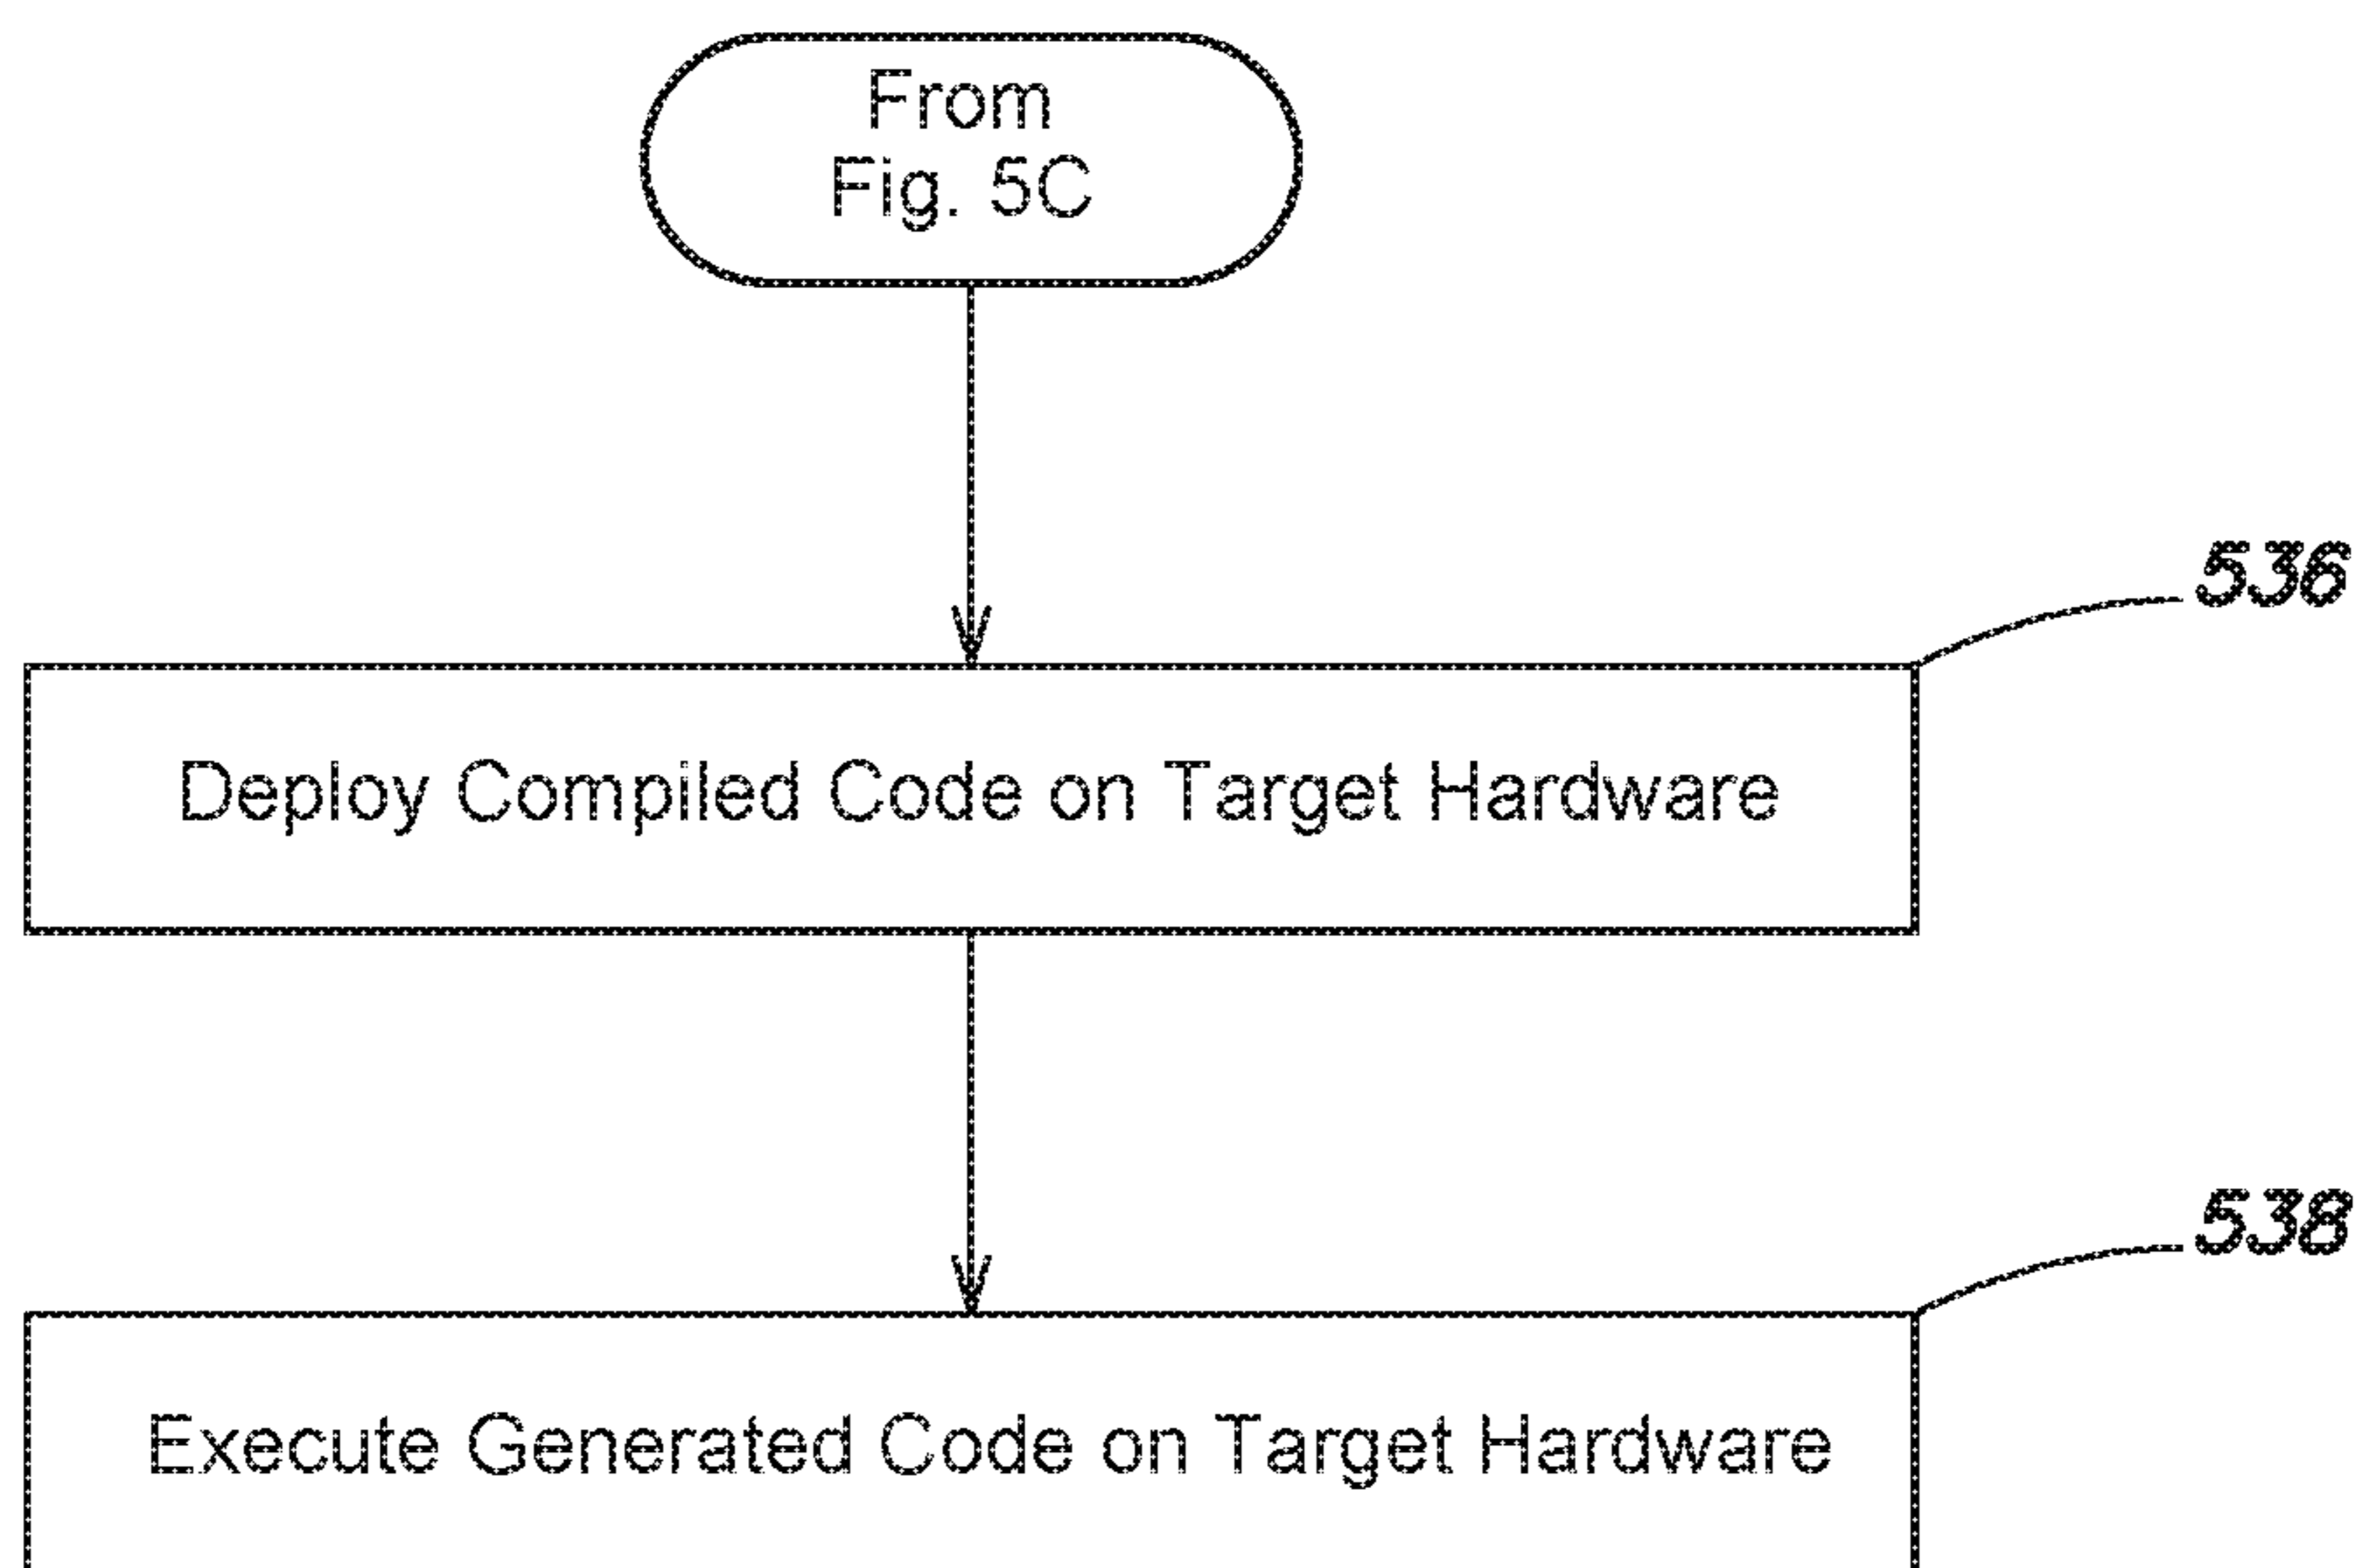 From
Fig. 5C
536
Deploy Compiled Code on Target Hardware
538
Execute Generated Code on Target Hardware